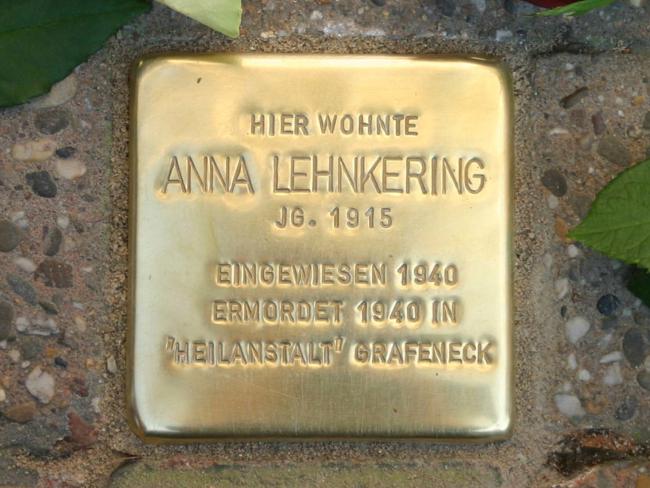 HIER WOHNTE
ANNA LEHNKERING
JG. 1915
EINGEWIESEN 1940
ERMORDET 1940 IN
"HEILANSTALT" GRAFENECK